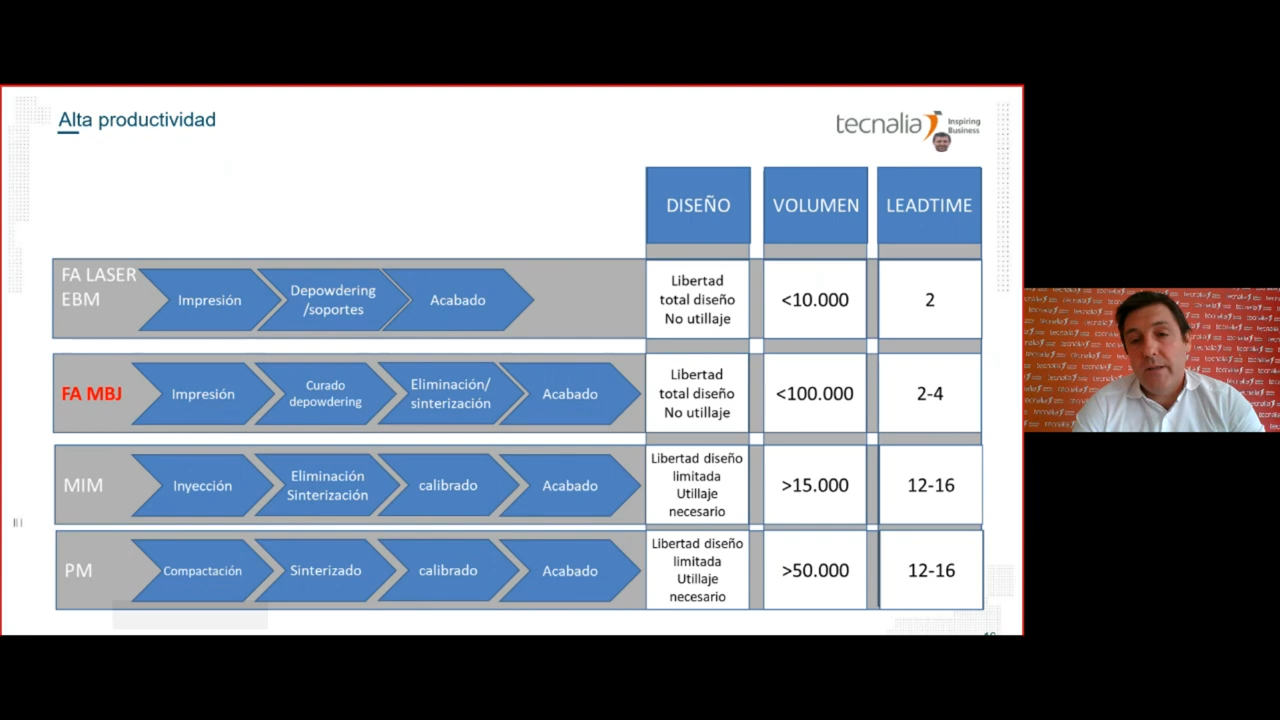 Alta productividad
tecnalia
Inspiring
Business
DISEÑO
VOLUMEN
LEADTIME
FA LASER
EBM
Impresión
Depowdering
/soportes
Acabado
Libertad
total diseño
No utillaje
<10.000
2
FA MBJ
Impresión
Curado
depowdering
Eliminación/
sinterización
Acabado
Libertad
total diseño
No utillaje
<100.000
2-4
MIM
Inyección
Eliminación
Sinterización
calibrado
Acabado
Libertad diseño
limitada
Utillaje
necesario
>15.000
12-16
PM
Compactación
Sinterizado
calibrado
Acabado
Libertad diseño
limitada
Utillaje
necesario
>50.000
12-16